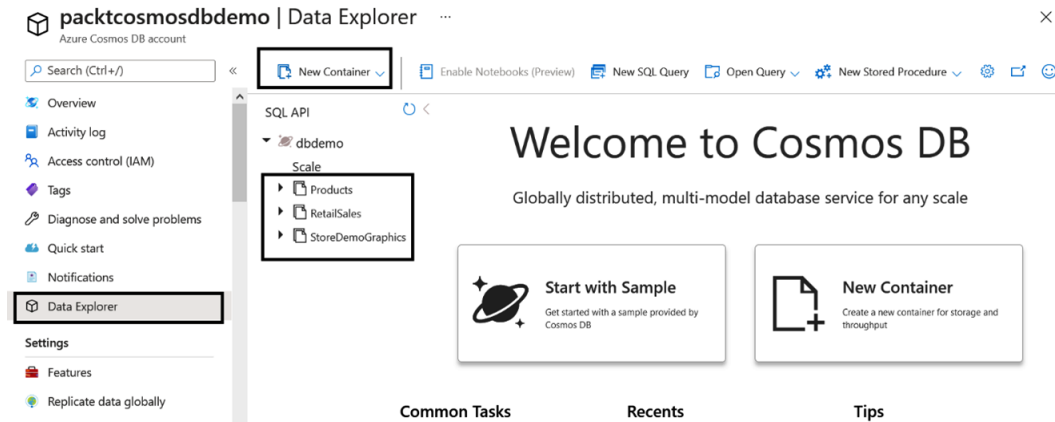 packtcosmosdbdemo | Data Explorer ...
Azure Cosmos DB account
Search (Ctrl+/)
Overview
Activity log
Access control (IAM)
Tags
Diagnose and solve problems
Quick start
Notifications
Data Explorer
Settings
Features
Replicate data globally
New Container
Enable Notebooks (Preview)
New SQL Query
Open Query
New Stored Procedure
SQL API
dbdemo
Scale
Products
RetailSales
StoreDemoGraphics
Welcome to Cosmos DB
Globally distributed, multi-model database service for any scale
Start with Sample
Get started with a sample provided by
Cosmos DB
New Container
Create a new container for storage and
throughput
Common Tasks
Recents
Tips